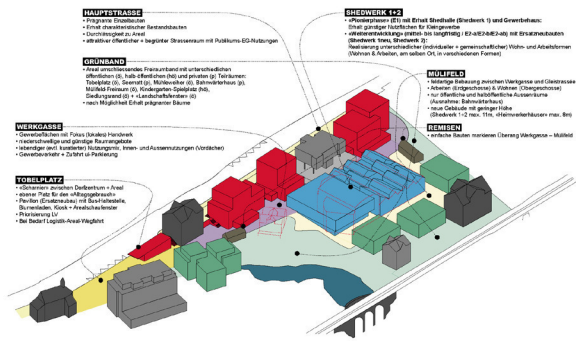 HAUPTSTRASSE
• Prägnante Einzelbauten
• Erhalt charakteristischer Bestandsbauten
• Durchlässigkeit zu Areal
• attraktiver öffentlicher + begrünter Strassenraum mit Publikums-EG-Nutzungen
GRÜNBAND
• Areal umschliessendes Freiraumband mit unterschiedlichen
öffentlichen (ö), halb-öffentlichen (hö) und privaten (p) Teilräumen:
Tobelplatz (ö), Seematt (p), Mühleweiher (ö), Bahnwärterhaus (p),
Mülifeld Freiraum (ö), Kindergarten-Spielplatz (hö),
Siedlungsrand (ö) + «Landschaftsfenster» (ö)
• nach Möglichkeit Erhalt prägnanter Bäume
WERKGASSE
• Gewerbeflächen mit Fokus (lokales) Handwerk
• niederschwellige und günstige Raumangebote
• lebendiger (evtl. kuratierter) Nutzungsmix, Innen- und Aussennutzungen (Vordächer)
• Gewerbeverkehr + Zufahrt ui-Parkierung
TOBELPLATZ
• «Scharnier» zwischen Dorfzentrum + Areal
• ebener Platz für den «Alltagsgebrauch»
• Pavillon (Ersatzneubau) mit Bus-Haltestelle,
Blumenladen, Kiosk + Arealschaufenster
• Priorisierung LV
• Bei Bedarf Logistik-Areal-Wegfahrt
SHEDWERK 1+2
• «Pionierphase» (E1) mit Erhalt Shedhalle (Shedwerk 1) und Gewerbehaus:
Erhalt günstiger Nutzflächen für Kleingewerbe
• «Weiterentwicklung» (mittel- bis langfristig / E2-a/E2-b/E2-ab) mit Ersatzneubauten
(Shedwerk 1neu, Shedwerk 2):
Realisierung unterschiedlicher (individueller + gemeinschaftlicher) Wohn- und Arbeitsformen
(Wohnen & Arbeiten, am selben Ort, in verschiedenen Formen)
MÜLIFELD
• feldartige Bebauung zwischen Werkgasse und Gleisstrasse
• Arbeiten (Erdgeschosse) & Wohnen (Obergeschosse)
• nur öffentliche und halböffentliche Aussenräume
(Ausnahme: Bahnwärterhaus)
• neue Gebäude mit geringer Höhe
(Shedwerk 1+2 max. 11m, «Heimwerkerhäuser» max. 8m)
REMISEN
• einfache Bauten markieren Übergang Werkgasse – Mülifeld